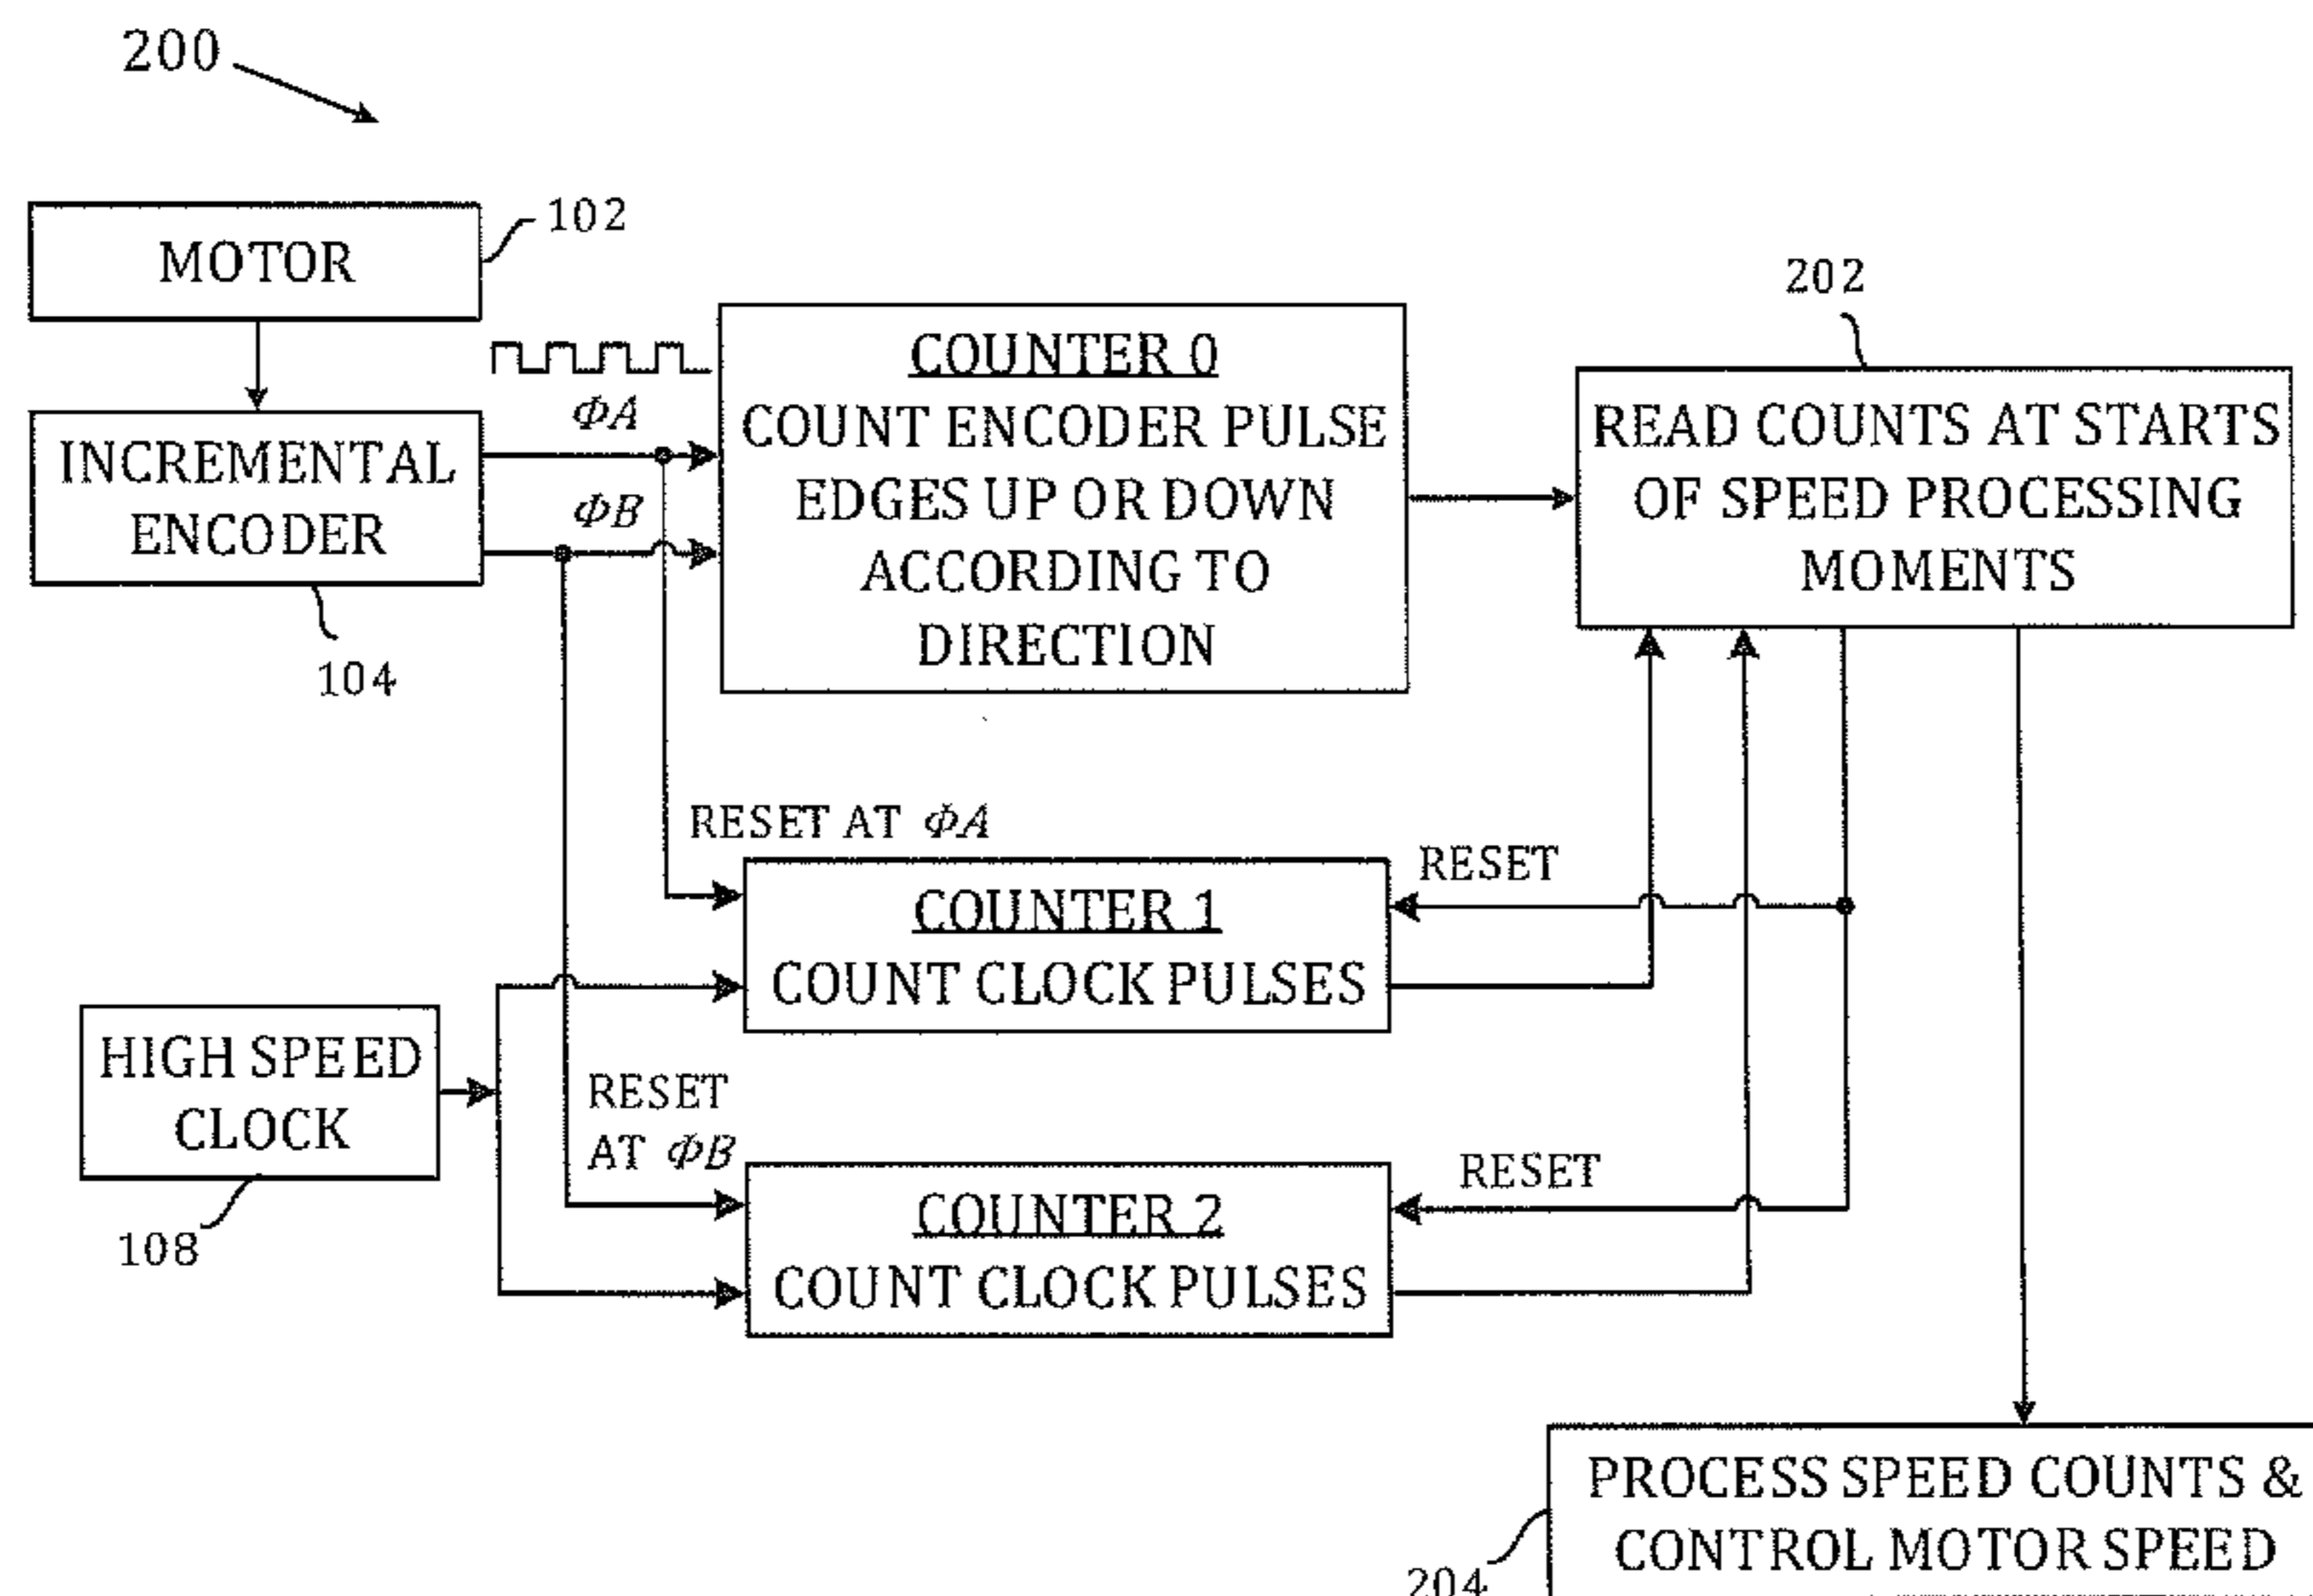 200
MOTOR
102
INCREMENTAL
ENCODER
104
ΦA
ΦB
COUNTER 0
COUNT ENCODER PULSE
EDGES UP OR DOWN
ACCORDING TO
DIRECTION
202
READ COUNTS AT STARTS
OF SPEED PROCESSING
MOMENTS
RESET AT ΦA
COUNTER 1
COUNT CLOCK PULSES
RESET
HIGH SPEED
CLOCK
108
RESET
AT ΦB
COUNTER 2
COUNT CLOCK PULSES
RESET
PROCESS SPEED COUNTS &
CONTROL MOTOR SPEED
204